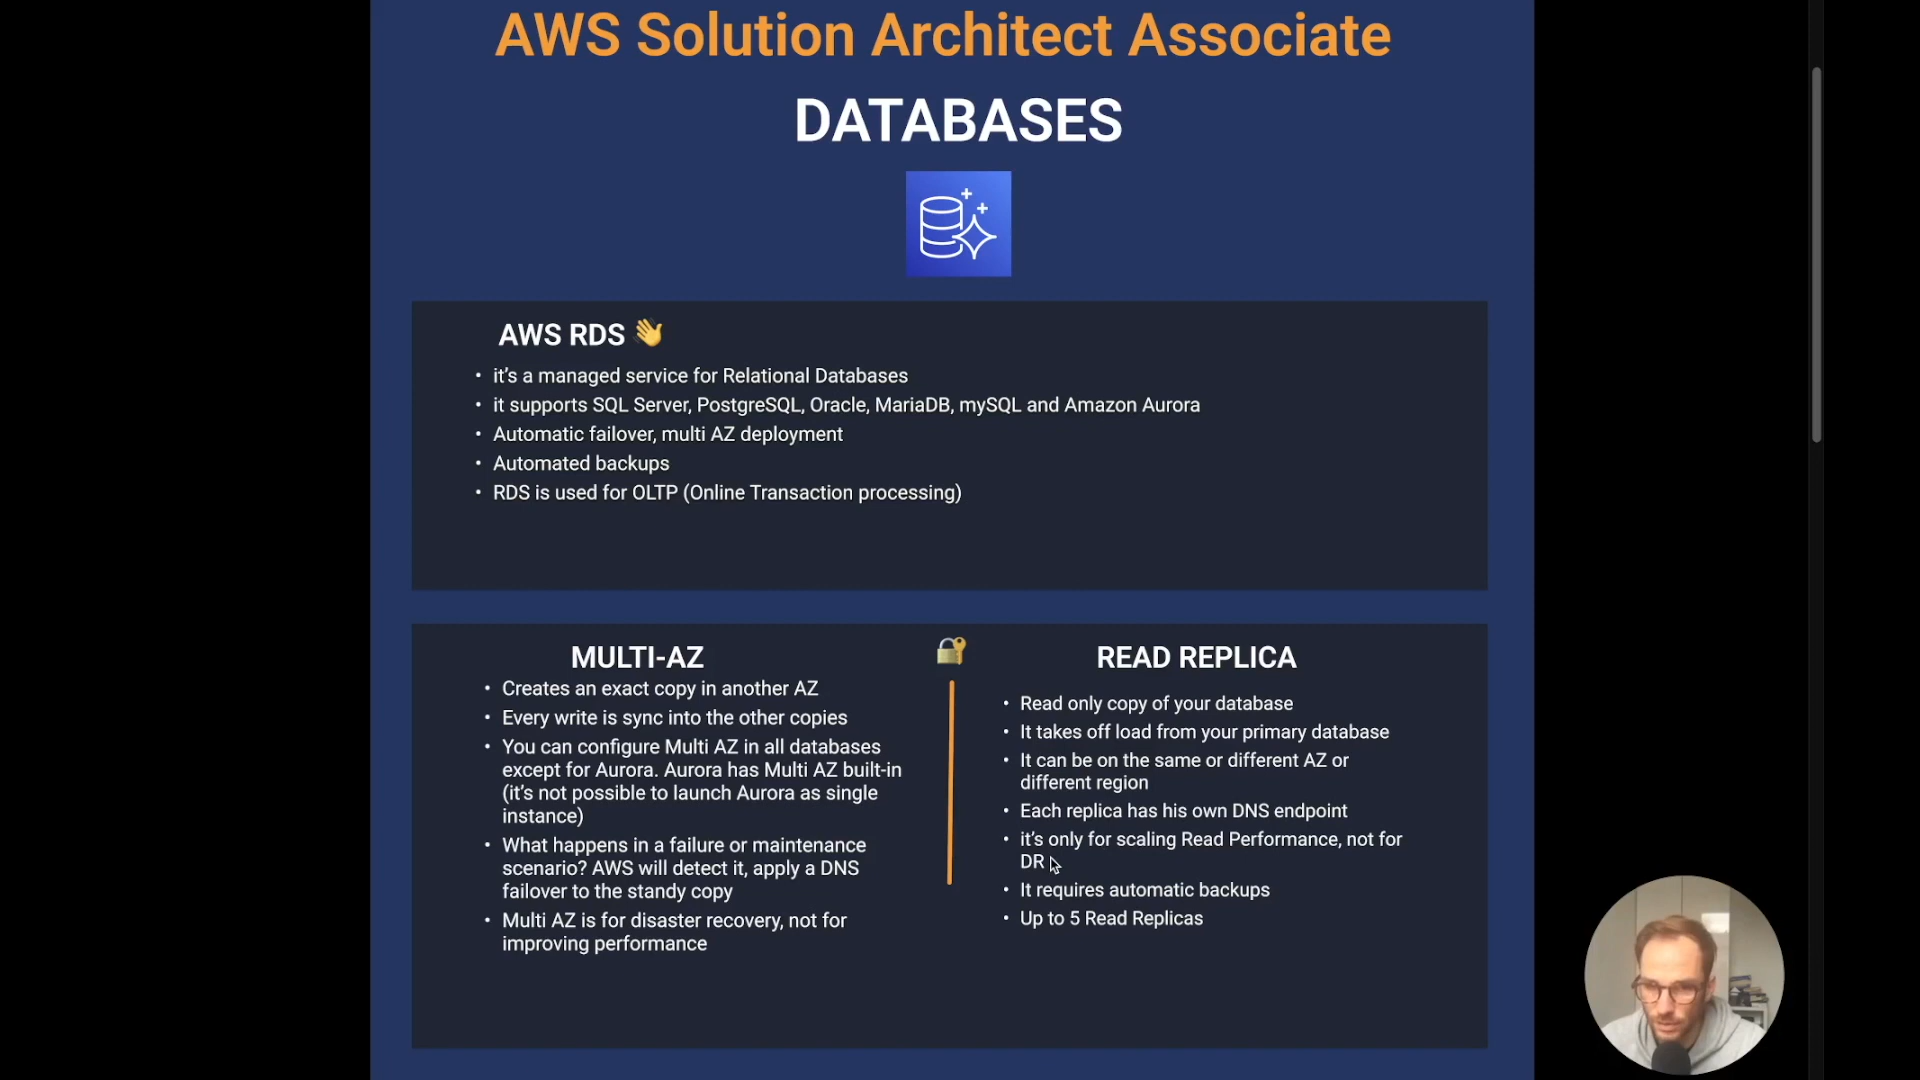 AWS Solution Architect Associate
DATABASES
AWS RDS 👋
• it's a managed service for Relational Databases
• it supports SQL Server, PostgreSQL, Oracle, MariaDB, mySQL and Amazon Aurora
• Automatic failover, multi AZ deployment
• Automated backups
• RDS is used for OLTP (Online Transaction processing)
MULTI-AZ
• Creates an exact copy in another AZ
• Every write is sync into the other copies
• You can configure Multi AZ in all databases
except for Aurora. Aurora has Multi AZ built-in
(it's not possible to launch Aurora as single
instance)
• What happens in a failure or maintenance
scenario? AWS will detect it, apply a DNS
failover to the standy copy
• Multi AZ is for disaster recovery, not for
improving performance
READ REPLICA
• Read only copy of your database
• It takes off load from your primary database
• It can be on the same or different AZ or
different region
• Each replica has his own DNS endpoint
• it's only for scaling Read Performance, not for
DR
• It requires automatic backups
• Up to 5 Read Replicas